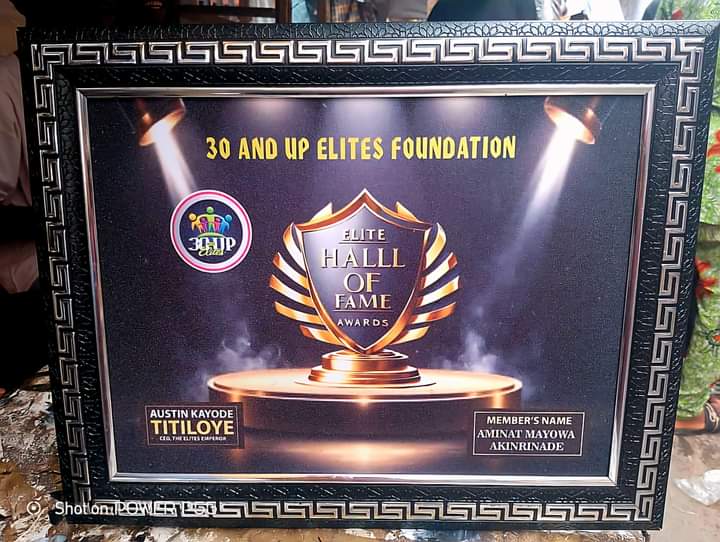 30 AND UP ELITES FOUNDATION
30 UP
Elites
ELITE
HALLL
OF
FAME
AWARDS
AUSTIN KAYODE
TITILOYE
CEO, THE ELITES EMPEROR
MEMBER'S NAME
AMINAT MAYOWA
AKINRINADE
Shot on POWER P50